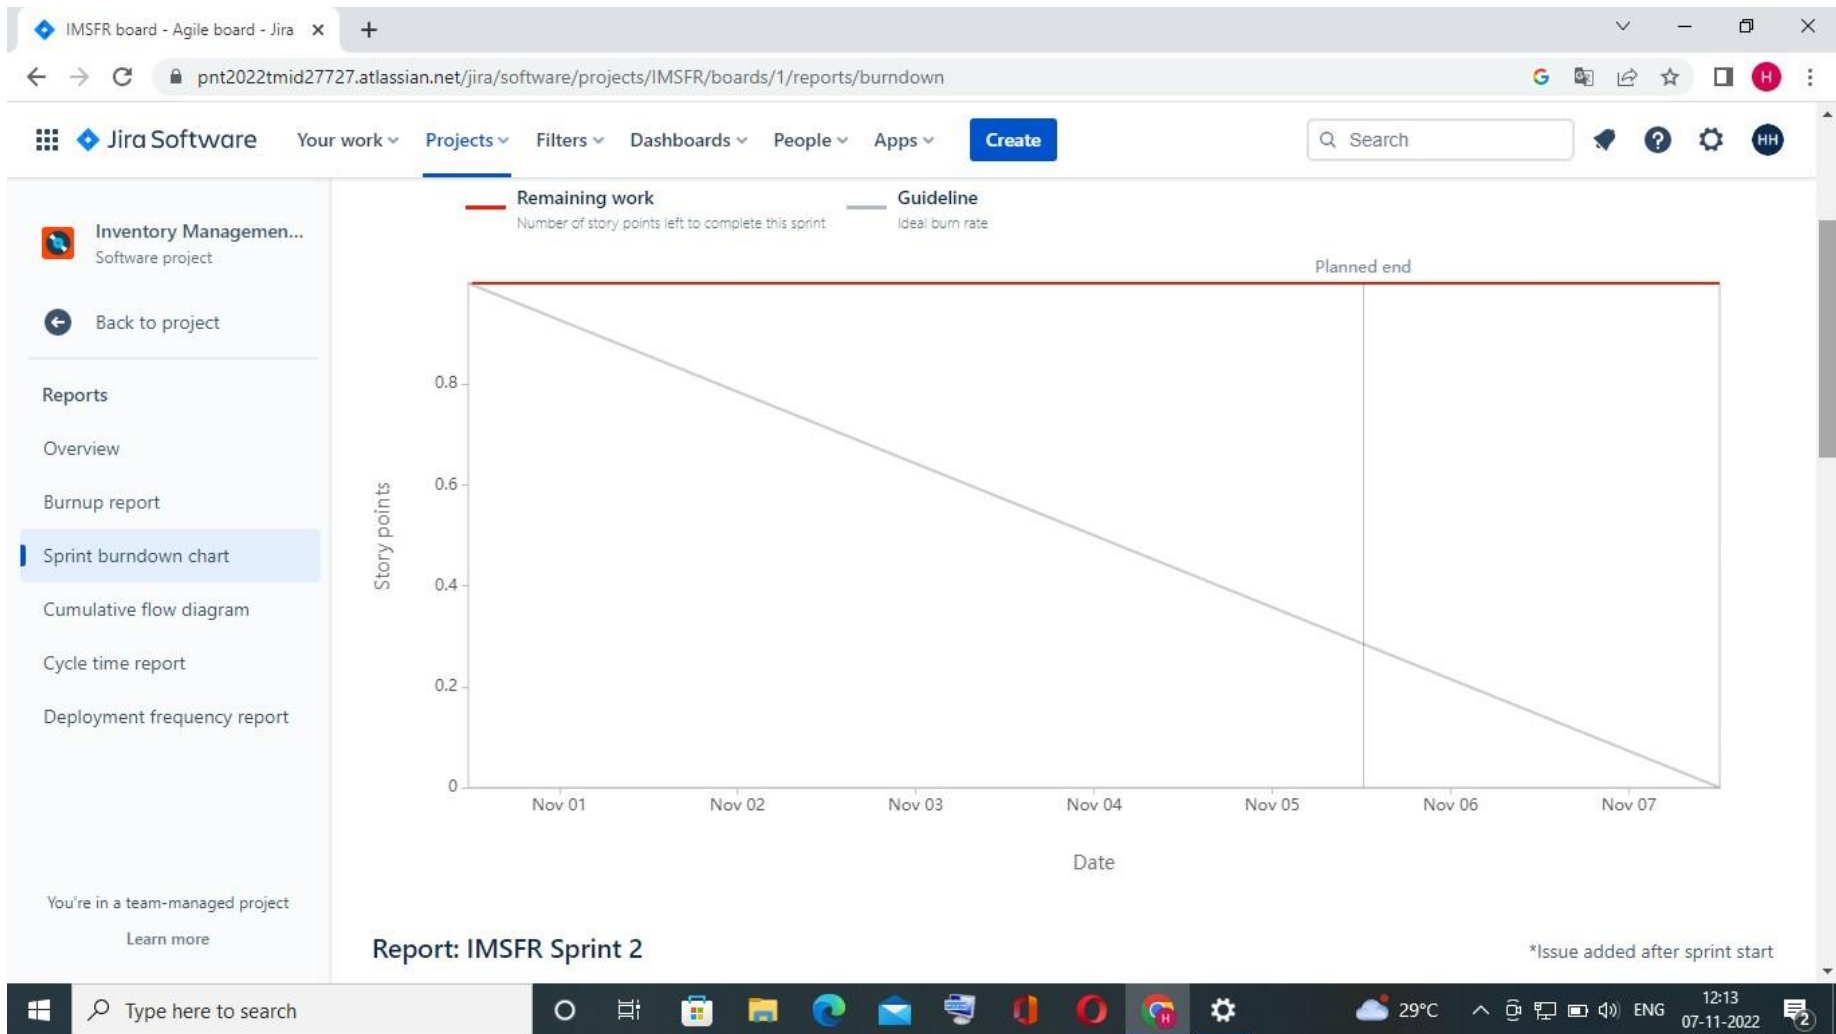 IMSFR board - Agile board - Jira
pnt2022tmid27727.atlassian.net/jira/software/projects/IMSFR/boards/1/reports/burndown
H
Jira Software Your work Projects Filters Dashboards People Apps Create Search HH
Inventory Managemen...
Software project
Back to project
Reports
Overview
Burnup report
Sprint burndown chart
Cumulative flow diagram
Cycle time report
Deployment frequency report
You're in a team-managed project
Learn more
Remaining work
Number of story points left to complete this sprint
Guideline
Ideal burn rate
Planned end
Story points
0.8
0.6
0.4
0.2
0
Nov 01 Nov 02 Nov 03 Nov 04 Nov 05 Nov 06 Nov 07
Date
Report: IMSFR Sprint 2
*Issue added after sprint start
Type here to search
H
29°C
ENG
12:13
07-11-2022
2